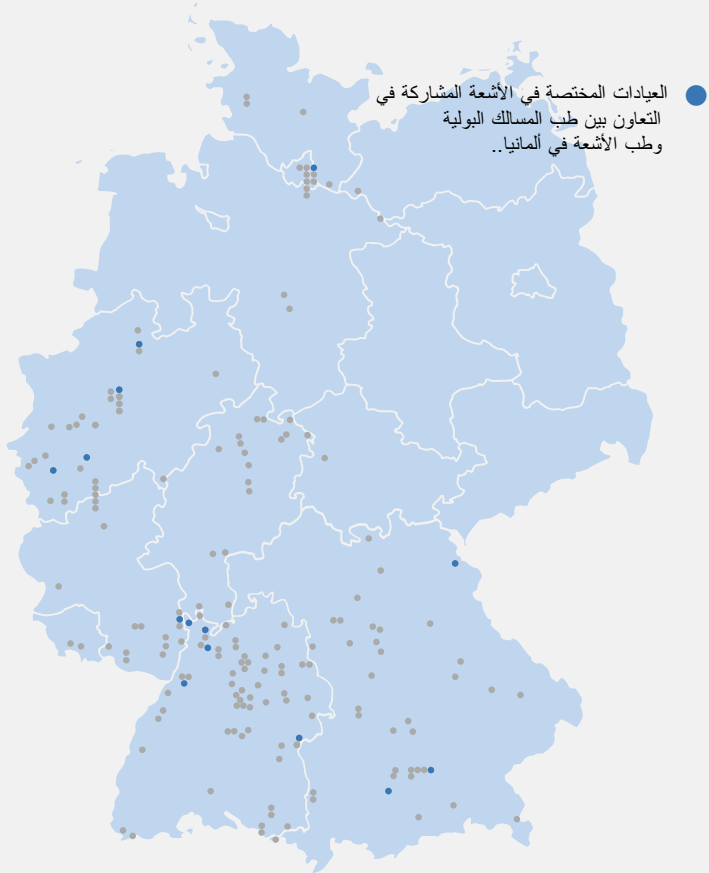 العيادات المختصة في الأشعة المشاركة في
التعاون بين طب المسالك البولية
وطب الأشعة في ألمانيا..